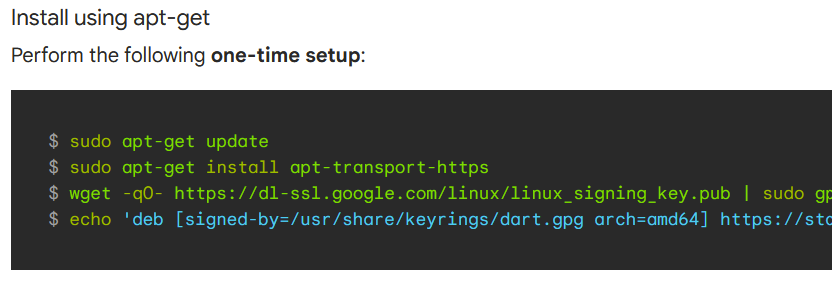 Install using apt-get
Perform the following one-time setup:
$ sudo apt-get update
$ sudo apt-get install apt-transport-https
$ wget -qO- https://dl-ssl.google.com/linux/linux_signing_key.pub | sudo gp
$ echo 'deb [signed-by=/usr/share/keyrings/dart.gpg arch=amd64] https://sto